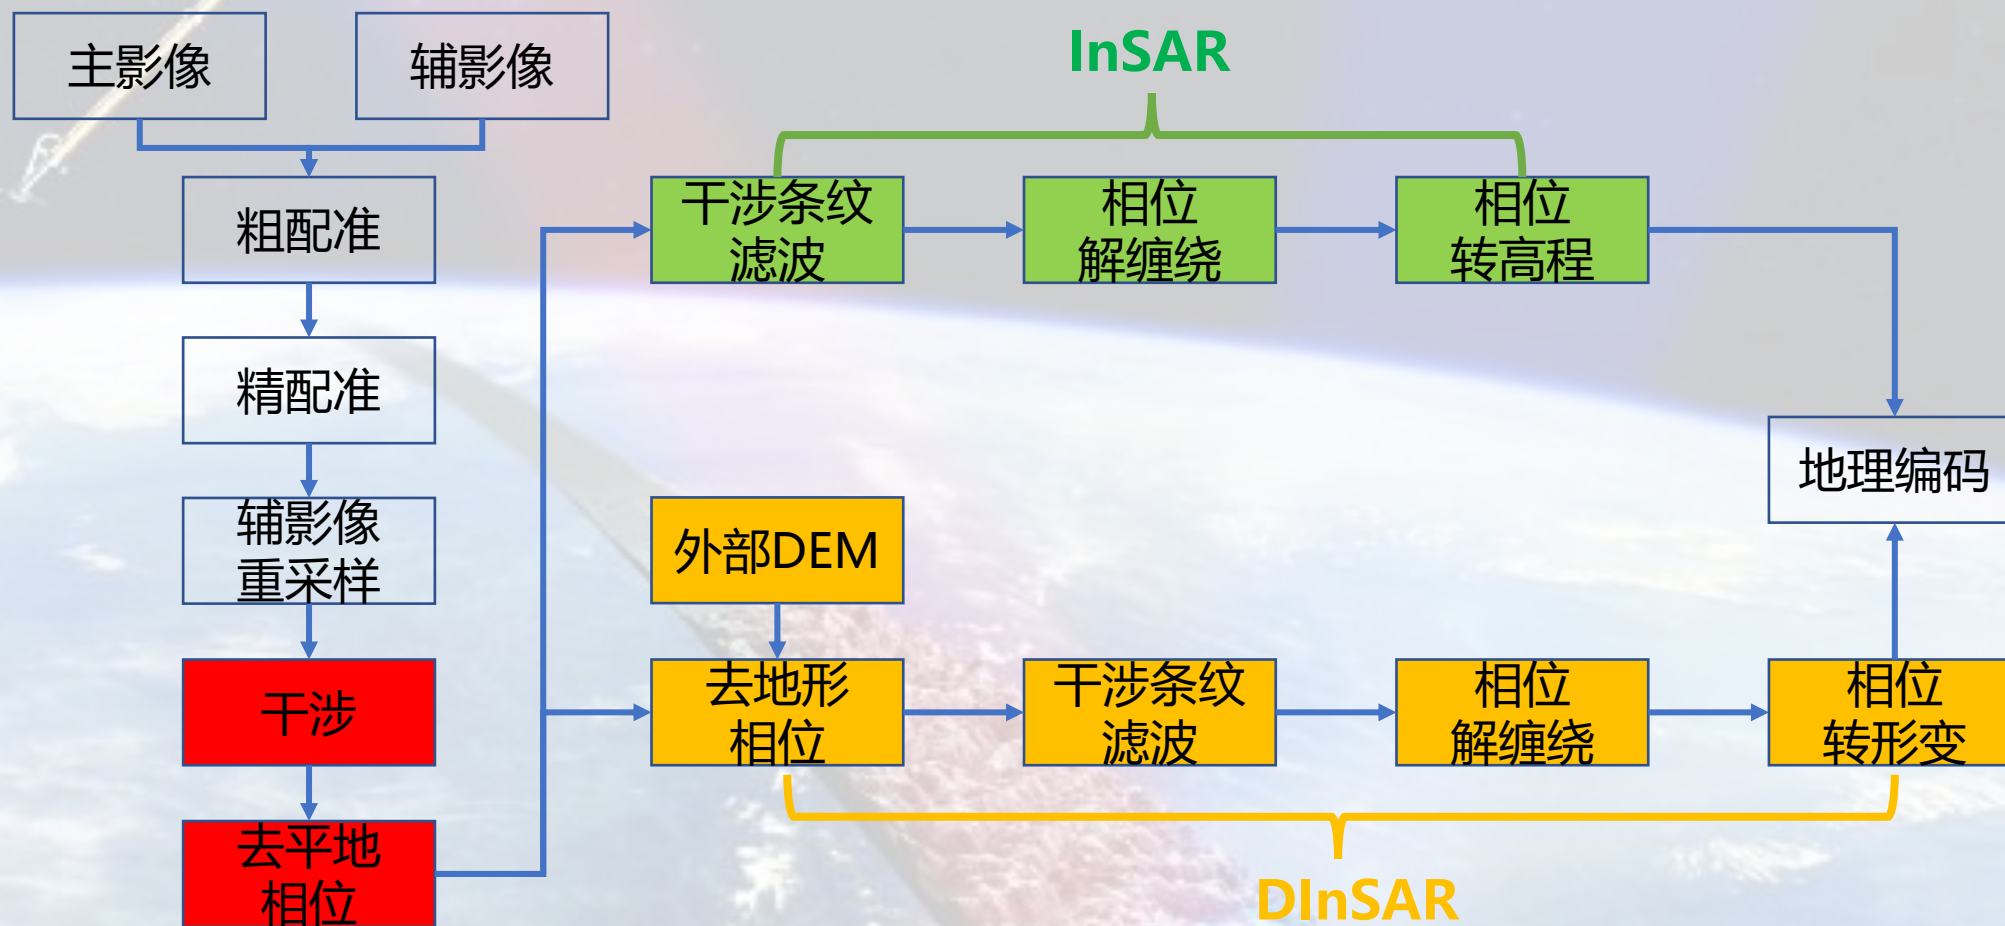 主影像
辅影像
粗配准
精配准
辅影像
重采样
干涉
去平地
相位
InSAR
干涉条纹
滤波
相位
解缠绕
相位
转高程
外部DEM
去地形
相位
干涉条纹
滤波
相位
解缠绕
相位
转形变
DInSAR
地理编码